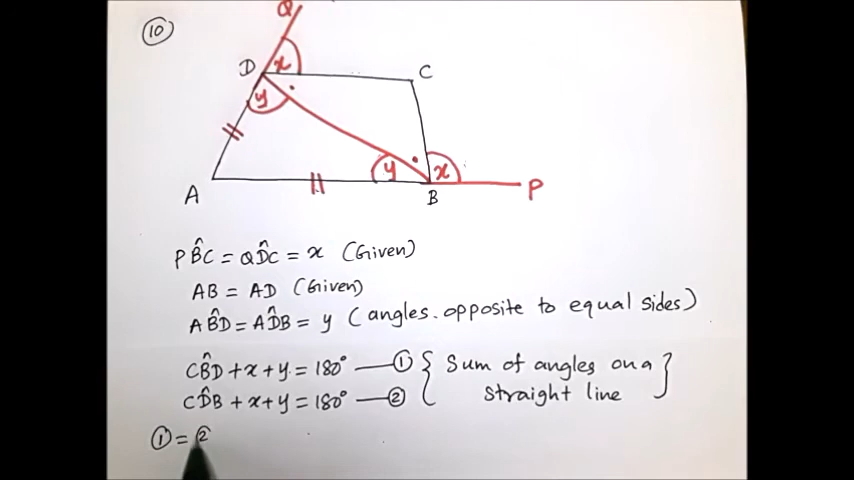 10
Q
D x C
y
y x
A B P
PB̂C = QD̂C = x (Given)
AB = AD (Given)
AB̂D = AD̂B = y (angles opposite to equal sides)
CB̂D + x + y = 180° — ① { Sum of angles on a
CD̂B + x + y = 180° — ② straight line }
① = ②